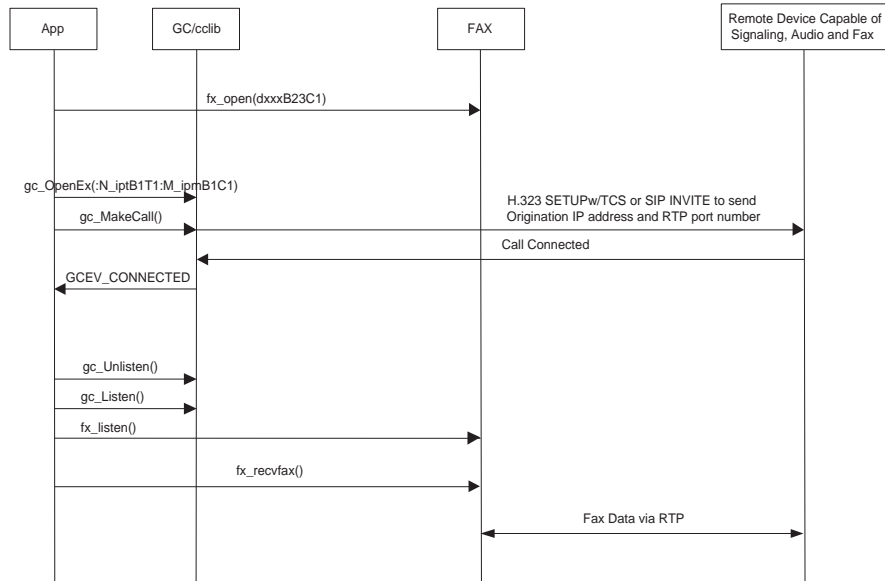 App
GC/cclib
FAX
Remote Device Capable of
Signaling, Audio and Fax
fx_open(dxxxB23C1)
gc_OpenEx(:N_iptB1T1:M_ipmB1C1)
H.323 SETUPw/TCS or SIP INVITE to send
Origination IP address and RTP port number
gc_MakeCall()
Call Connected
GCEV_CONNECTED
gc_Unlisten()
gc_Listen()
fx_listen()
fx_recvfax()
Fax Data via RTP